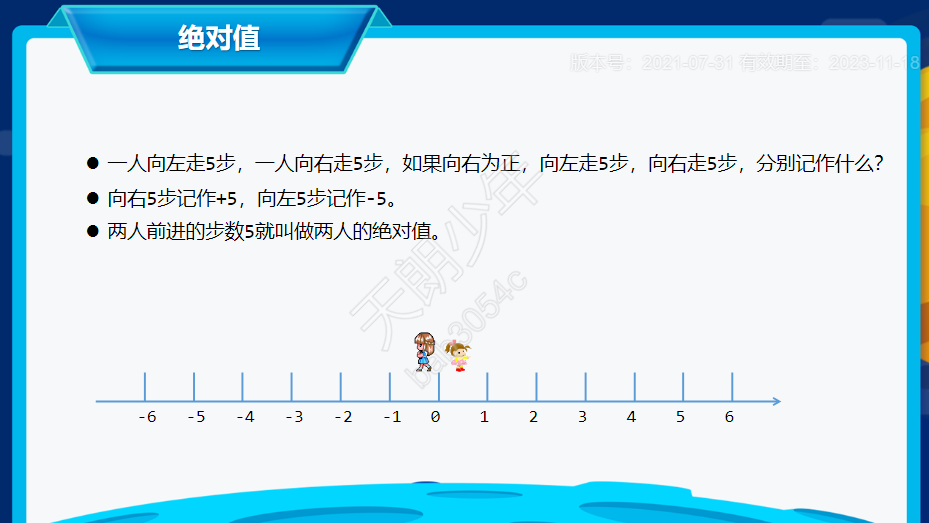 绝对值
版本号：2021-07-31 有效期至：2023-11-18
● 一人向左走5步，一人向右走5步，如果向右为正，向左走5步，向右走5步，分别记作什么？
● 向右5步记作+5，向左5步记作-5。
● 两人前进的步数5就叫做两人的绝对值。
天朗少年
-6 -5 -4 -3 -2 -1 0 1 2 3 4 5 6